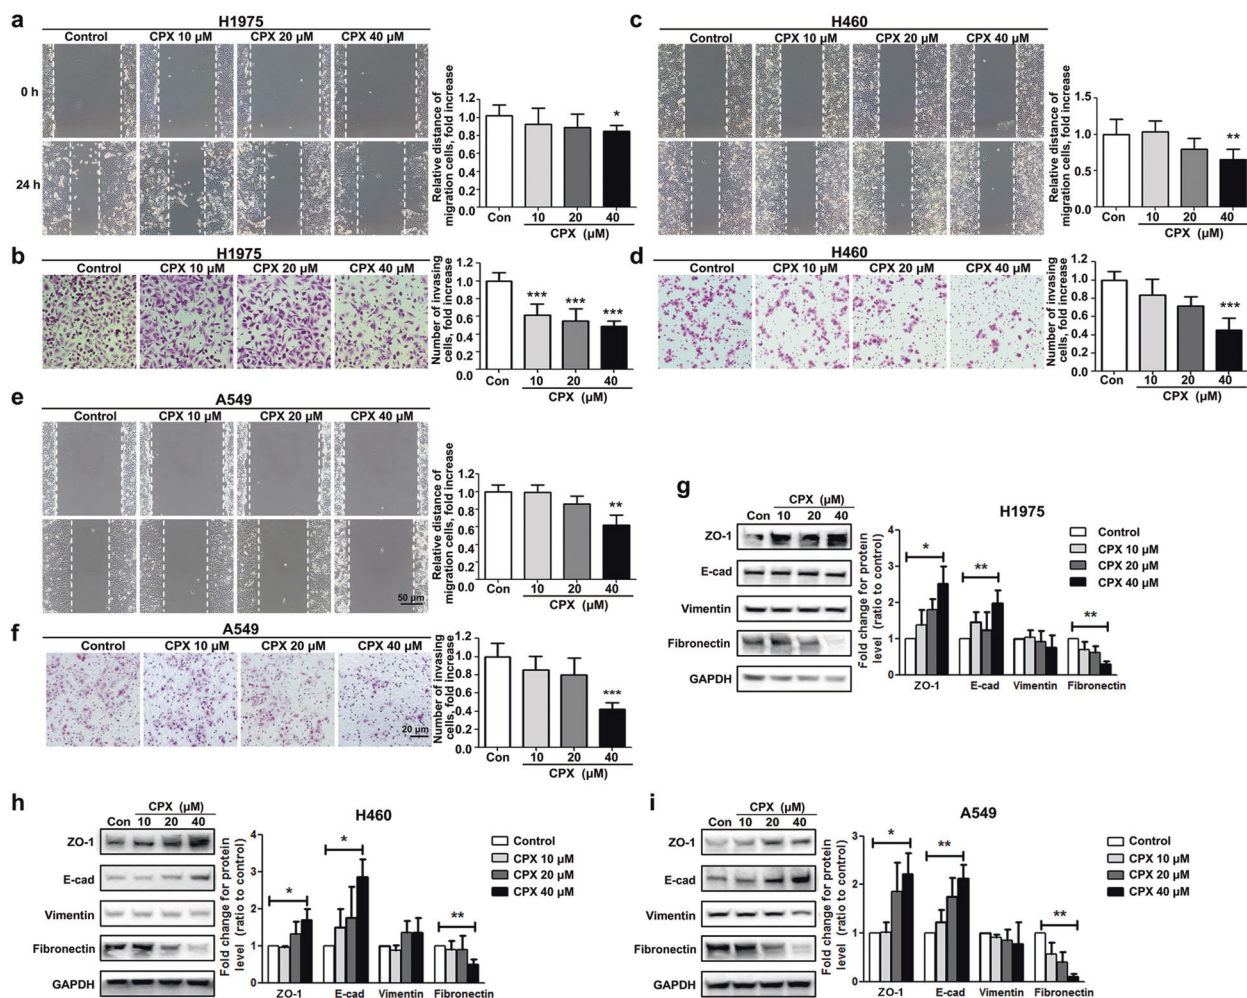 a
H1975
Control CPX 10 µM CPX 20 µM CPX 40 µM
0 h
24 h
Relative distance of
migration cells, fold increase
1.4
1.2
1.0
0.8
0.6
0.4
0.2
0.0
*
Con 10 20 40
CPX (µM)
c
H460
Control CPX 10 µM CPX 20 µM CPX 40 µM
Relative distance of
migration cells, fold increase
1.5
1.0
0.5
0.0
**
Con 10 20 40
CPX (µM)
b
H1975
Control CPX 10 µM CPX 20 µM CPX 40 µM
Number of invasing
cells, fold increase
1.2
1.0
0.8
0.6
0.4
0.2
0.0
*** *** ***
Con 10 20 40
CPX (µM)
d
H460
Control CPX 10 µM CPX 20 µM CPX 40 µM
Number of invasing
cells, fold increase
1.2
1.0
0.8
0.6
0.4
0.2
0.0
***
Con 10 20 40
CPX (µM)
e
A549
Control CPX 10 µM CPX 20 µM CPX 40 µM
50 µm
Relative distance of
migration cells, fold increase
1.2
1.0
0.8
0.6
0.4
0.2
0.0
**
Con 10 20 40
CPX (µM)
f
A549
Control CPX 10 µM CPX 20 µM CPX 40 µM
20 µm
Number of invasing
cells, fold increase
1.2
1.0
0.8
0.6
0.4
0.2
0.0
***
Con 10 20 40
CPX (µM)
g
CPX (µM)
Con 10 20 40
ZO-1
E-cad
Vimentin
Fibronectin
GAPDH
H1975
Fold change for protein
level (ratio to control)
4
3
2
1
0
* ** **
ZO-1 E-cad Vimentin Fibronectin
Control
CPX 10 µM
CPX 20 µM
CPX 40 µM
h
CPX (µM)
Con 10 20 40
ZO-1
E-cad
Vimentin
Fibronectin
GAPDH
H460
Fold change for protein
level (ratio to control)
4
2
0
* * **
ZO-1 E-cad Vimentin Fibronectin
Control
CPX 10 µM
CPX 20 µM
CPX 40 µM
i
CPX (µM)
Con 10 20 40
ZO-1
E-cad
Vimentin
Fibronectin
GAPDH
A549
Fold change for protein
level (ratio to control)
3
2
1
0
* ** **
ZO-1 E-cad Vimentin Fibronectin
Control
CPX 10 µM
CPX 20 µM
CPX 40 µM